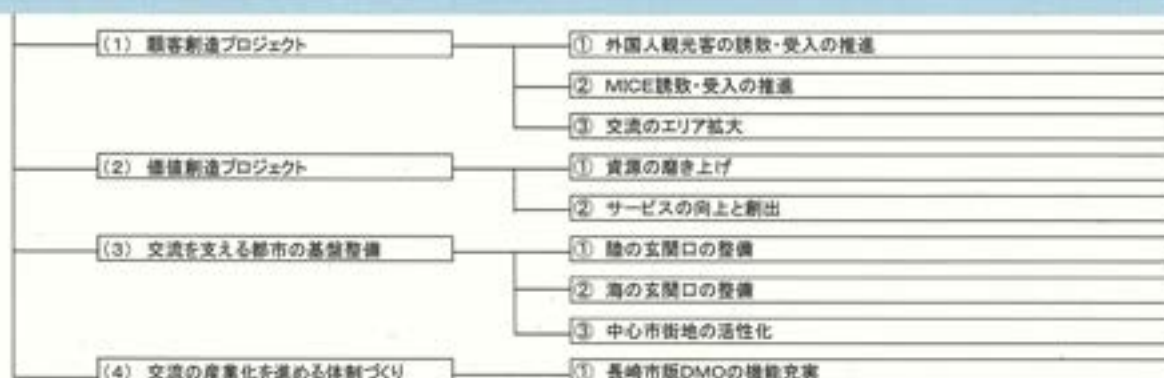 (1) 顧客創造プロジェクト
① 外国人観光客の誘致・受入の推進
② MICE誘致・受入の推進
③ 交流のエリア拡大
(2) 価値創造プロジェクト
① 資源の磨き上げ
② サービスの向上と創出
(3) 交流を支える都市の基盤整備
① 陸の玄関口の整備
② 海の玄関口の整備
③ 中心市街地の活性化
(4) 交流の産業化を進める体制づくり
① 長崎市版DMOの機能充実